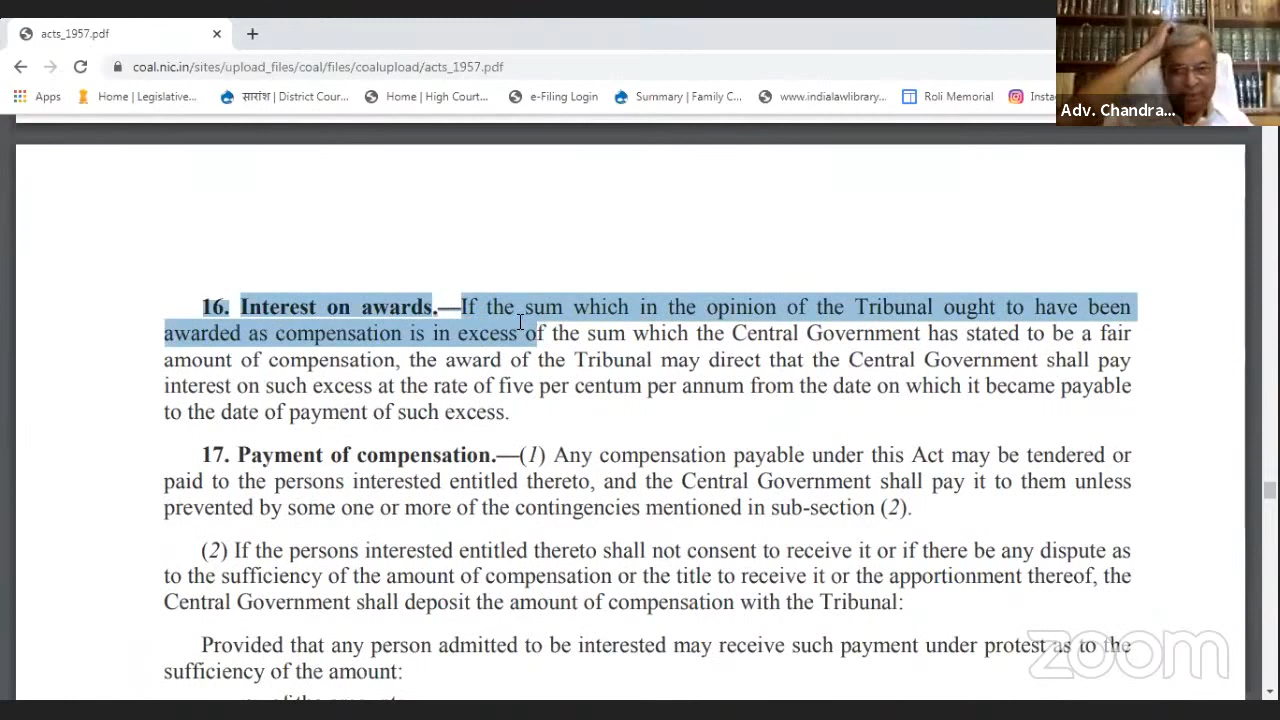 acts_1957.pdf
coal.nic.in/sites/upload_files/coal/files/coalupload/acts_1957.pdf
Apps Home | Legislative... सारांश | District Cour... Home | High Court... e-Filing Login Summary | Family C... www.indialawlibrary... Roli Memorial Insta
Adv. Chandra...
16. Interest on awards.—If the sum which in the opinion of the Tribunal ought to have been
awarded as compensation is in excess of the sum which the Central Government has stated to be a fair
amount of compensation, the award of the Tribunal may direct that the Central Government shall pay
interest on such excess at the rate of five per centum per annum from the date on which it became payable
to the date of payment of such excess.
17. Payment of compensation.—(1) Any compensation payable under this Act may be tendered or
paid to the persons interested entitled thereto, and the Central Government shall pay it to them unless
prevented by some one or more of the contingencies mentioned in sub-section (2).
(2) If the persons interested entitled thereto shall not consent to receive it or if there be any dispute as
to the sufficiency of the amount of compensation or the title to receive it or the apportionment thereof, the
Central Government shall deposit the amount of compensation with the Tribunal:
Provided that any person admitted to be interested may receive such payment under protest as to the
sufficiency of the amount:
zoom